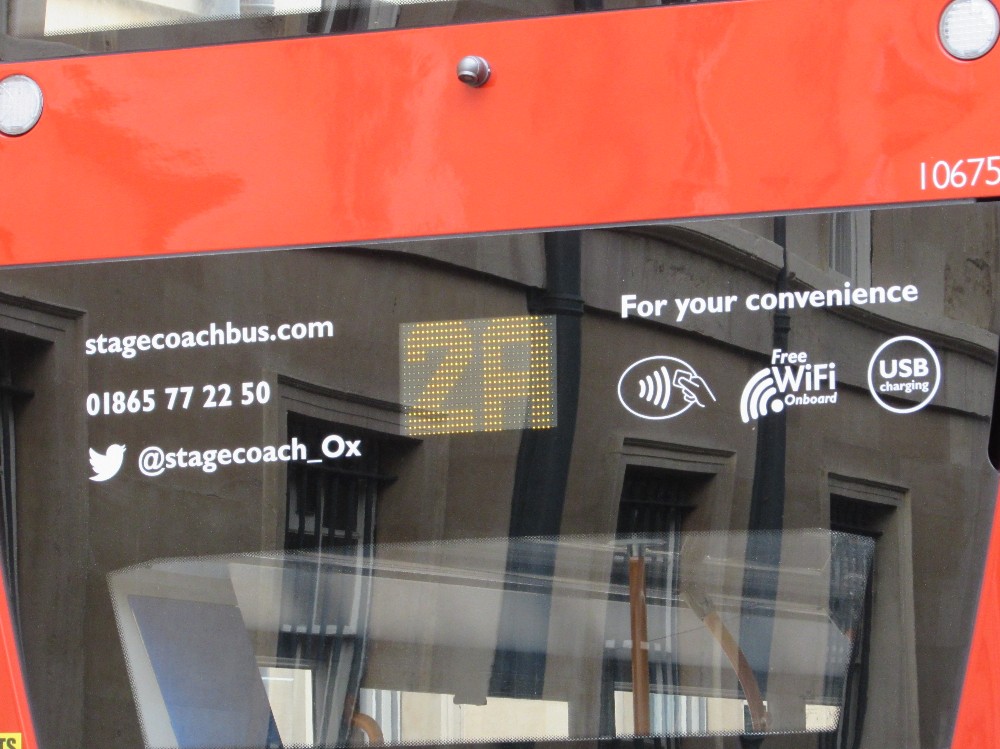 10675
stagecoachbus.com
01865 77 22 50
@stagecoach_Ox
2A
For your convenience
Free
WiFi
Onboard
USB
charging